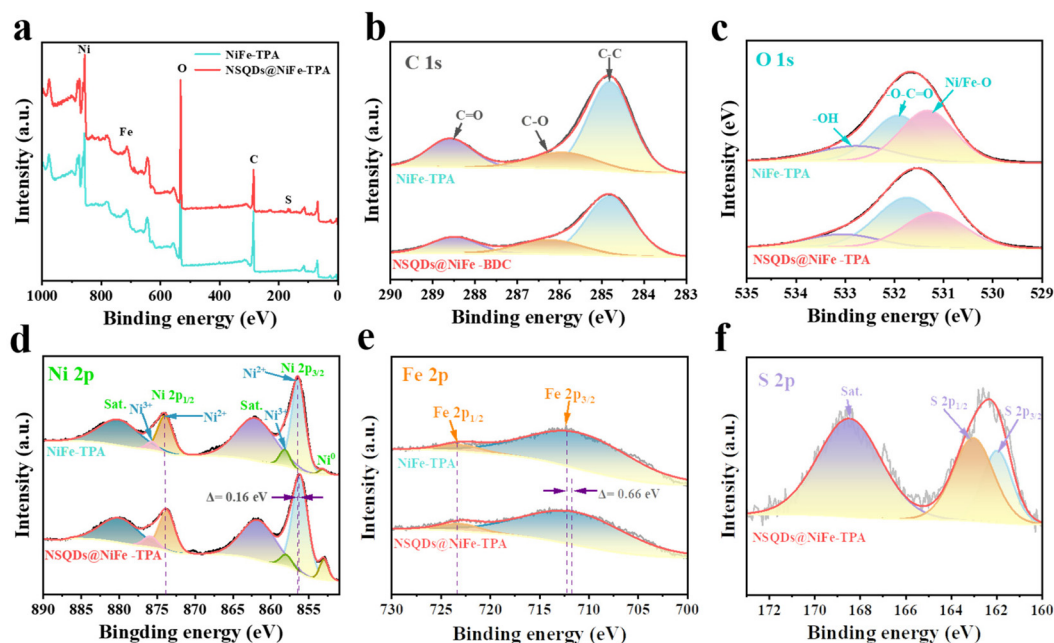 a
Ni
Fe
O
C
S
NiFe-TPA
NSQDs@NiFe-TPA
Intensity (a.u.)
1000 800 600 400 200 0
Binding energy (eV)
b
C 1s
C-C
C=O
C-O
NiFe-TPA
NSQDs@NiFe -BDC
Intensity (a.u.)
290 289 288 287 286 285 284 283
Binding energy (eV)
c
O 1s
-O-C=O
Ni/Fe-O
-OH
NiFe-TPA
NSQDs@NiFe -TPA
Intensity (eV)
535 534 533 532 531 530 529
Binding energy (eV)
d
Ni 2p
Sat.
Ni3+
Ni 2p1/2
Ni2+
Sat.
Ni2+
Ni 2p3/2
Ni3+
Ni0
NiFe-TPA
Δ= 0.16 eV
NSQDs@NiFe -TPA
Intensity (a.u.)
890 880 870 860 850
Bingding energy (eV)
e
Fe 2p
Fe 2p1/2
Fe 2p3/2
NiFe-TPA
Δ= 0.66 eV
NSQDs@NiFe-TPA
Intensity (a.u.)
730 725 720 715 710 705 700
Binding energy (eV)
f
S 2p
Sat.
S 2p1/2
S 2p3/2
NSQDs@NiFe-TPA
Intensity (a.u.)
172 170 168 166 164 162 160
Binding energy (eV)